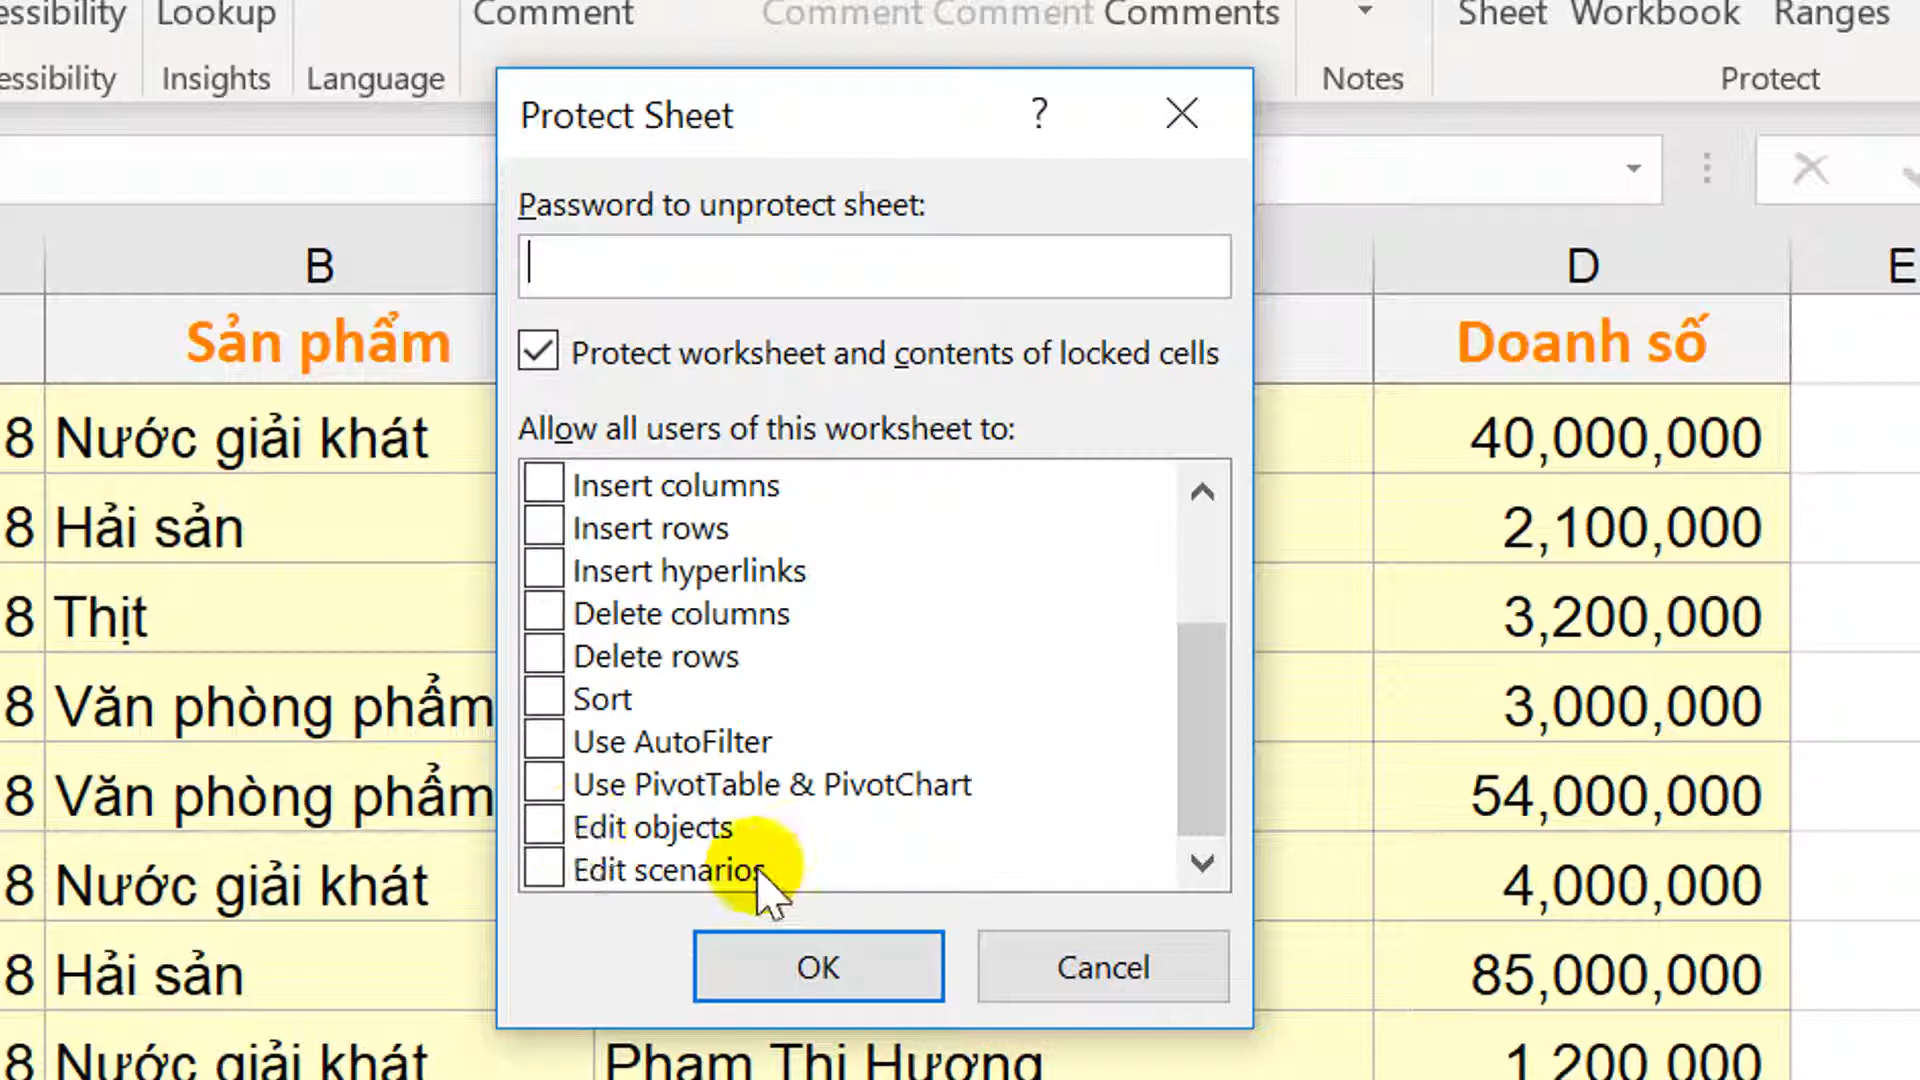 essibility Lookup Comment Comment Comment Comments Sheet Workbook Ranges
essibility Insights Language Notes Protect
Protect Sheet ?
Password to unprotect sheet:
B D E
Sản phẩm Doanh số
Protect worksheet and contents of locked cells
Allow all users of this worksheet to:
8 Nước giải khát 40,000,000
Insert columns
Insert rows
8 Hải sản 2,100,000
Insert hyperlinks
Delete columns
8 Thịt 3,200,000
Delete rows
Sort
8 Văn phòng phẩm 3,000,000
Use AutoFilter
Use PivotTable & PivotChart
8 Văn phòng phẩm 54,000,000
Edit objects
Edit scenarios
8 Nước giải khát 4,000,000
OK Cancel
8 Hải sản 85,000,000
8 Nước giải khát Phạm Thị Hương 1,200,000